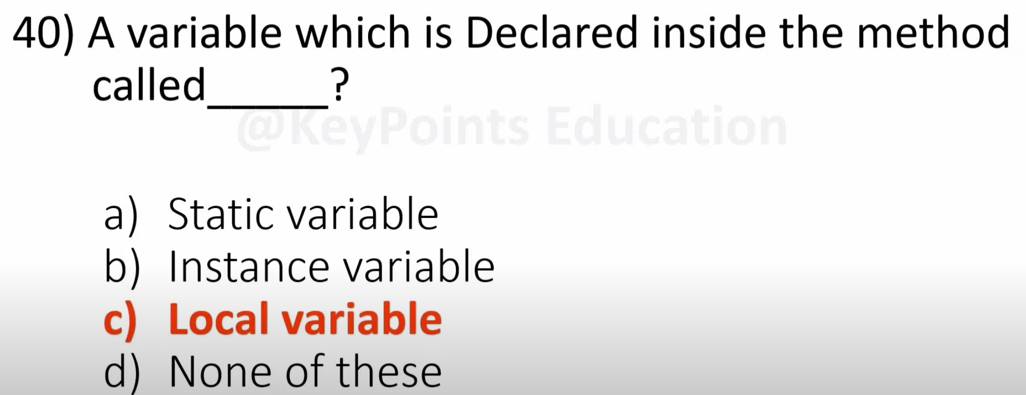 40) A variable which is Declared inside the method
called_____?
@KeyPoints Education
a) Static variable
b) Instance variable
c) Local variable
d) None of these